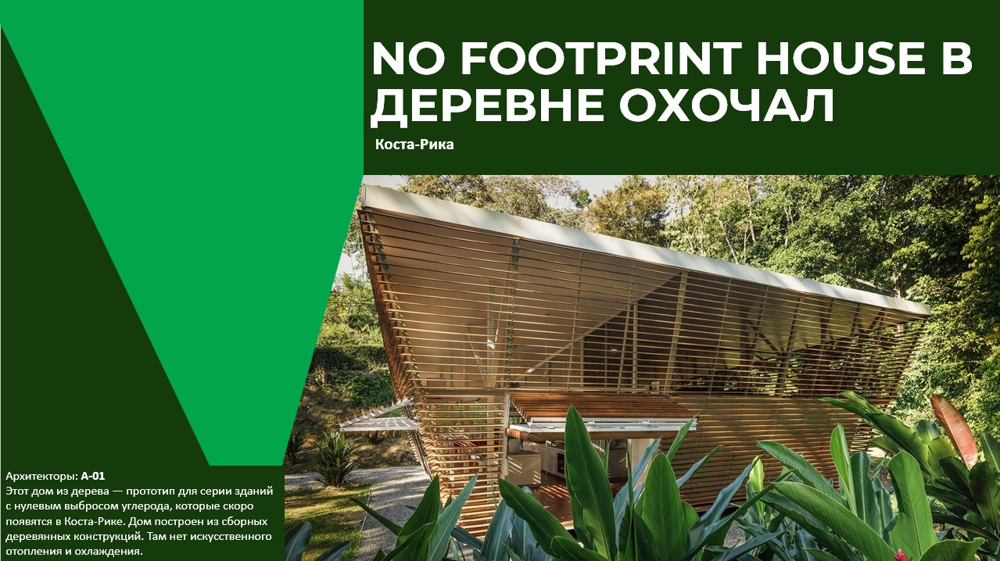 NO FOOTPRINT HOUSE В
ДЕРЕВНЕ ОХОЧАЛ
Коста-Рика
Архитекторы: A-01
Этот дом из дерева — прототип для серии зданий
с нулевым выбросом углерода, которые скоро
появятся в Коста-Рике. Дом построен из сборных
деревянных конструкций. Там нет искусственного
отопления и охлаждения.